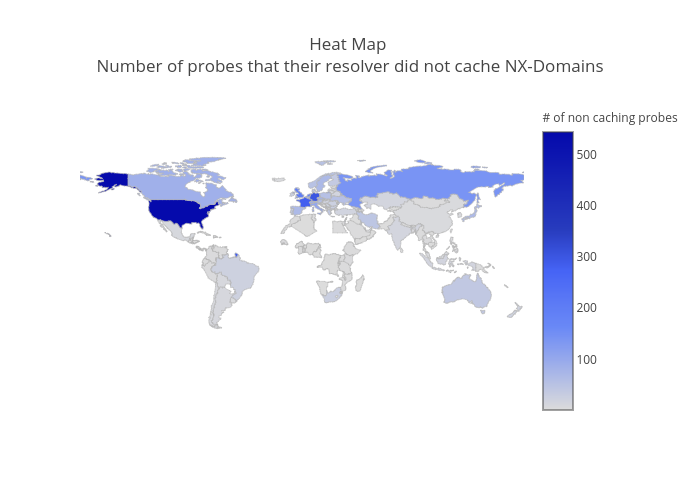 Heat Map
Number of probes that their resolver did not cache NX-Domains
# of non caching probes
500
400
300
200
100